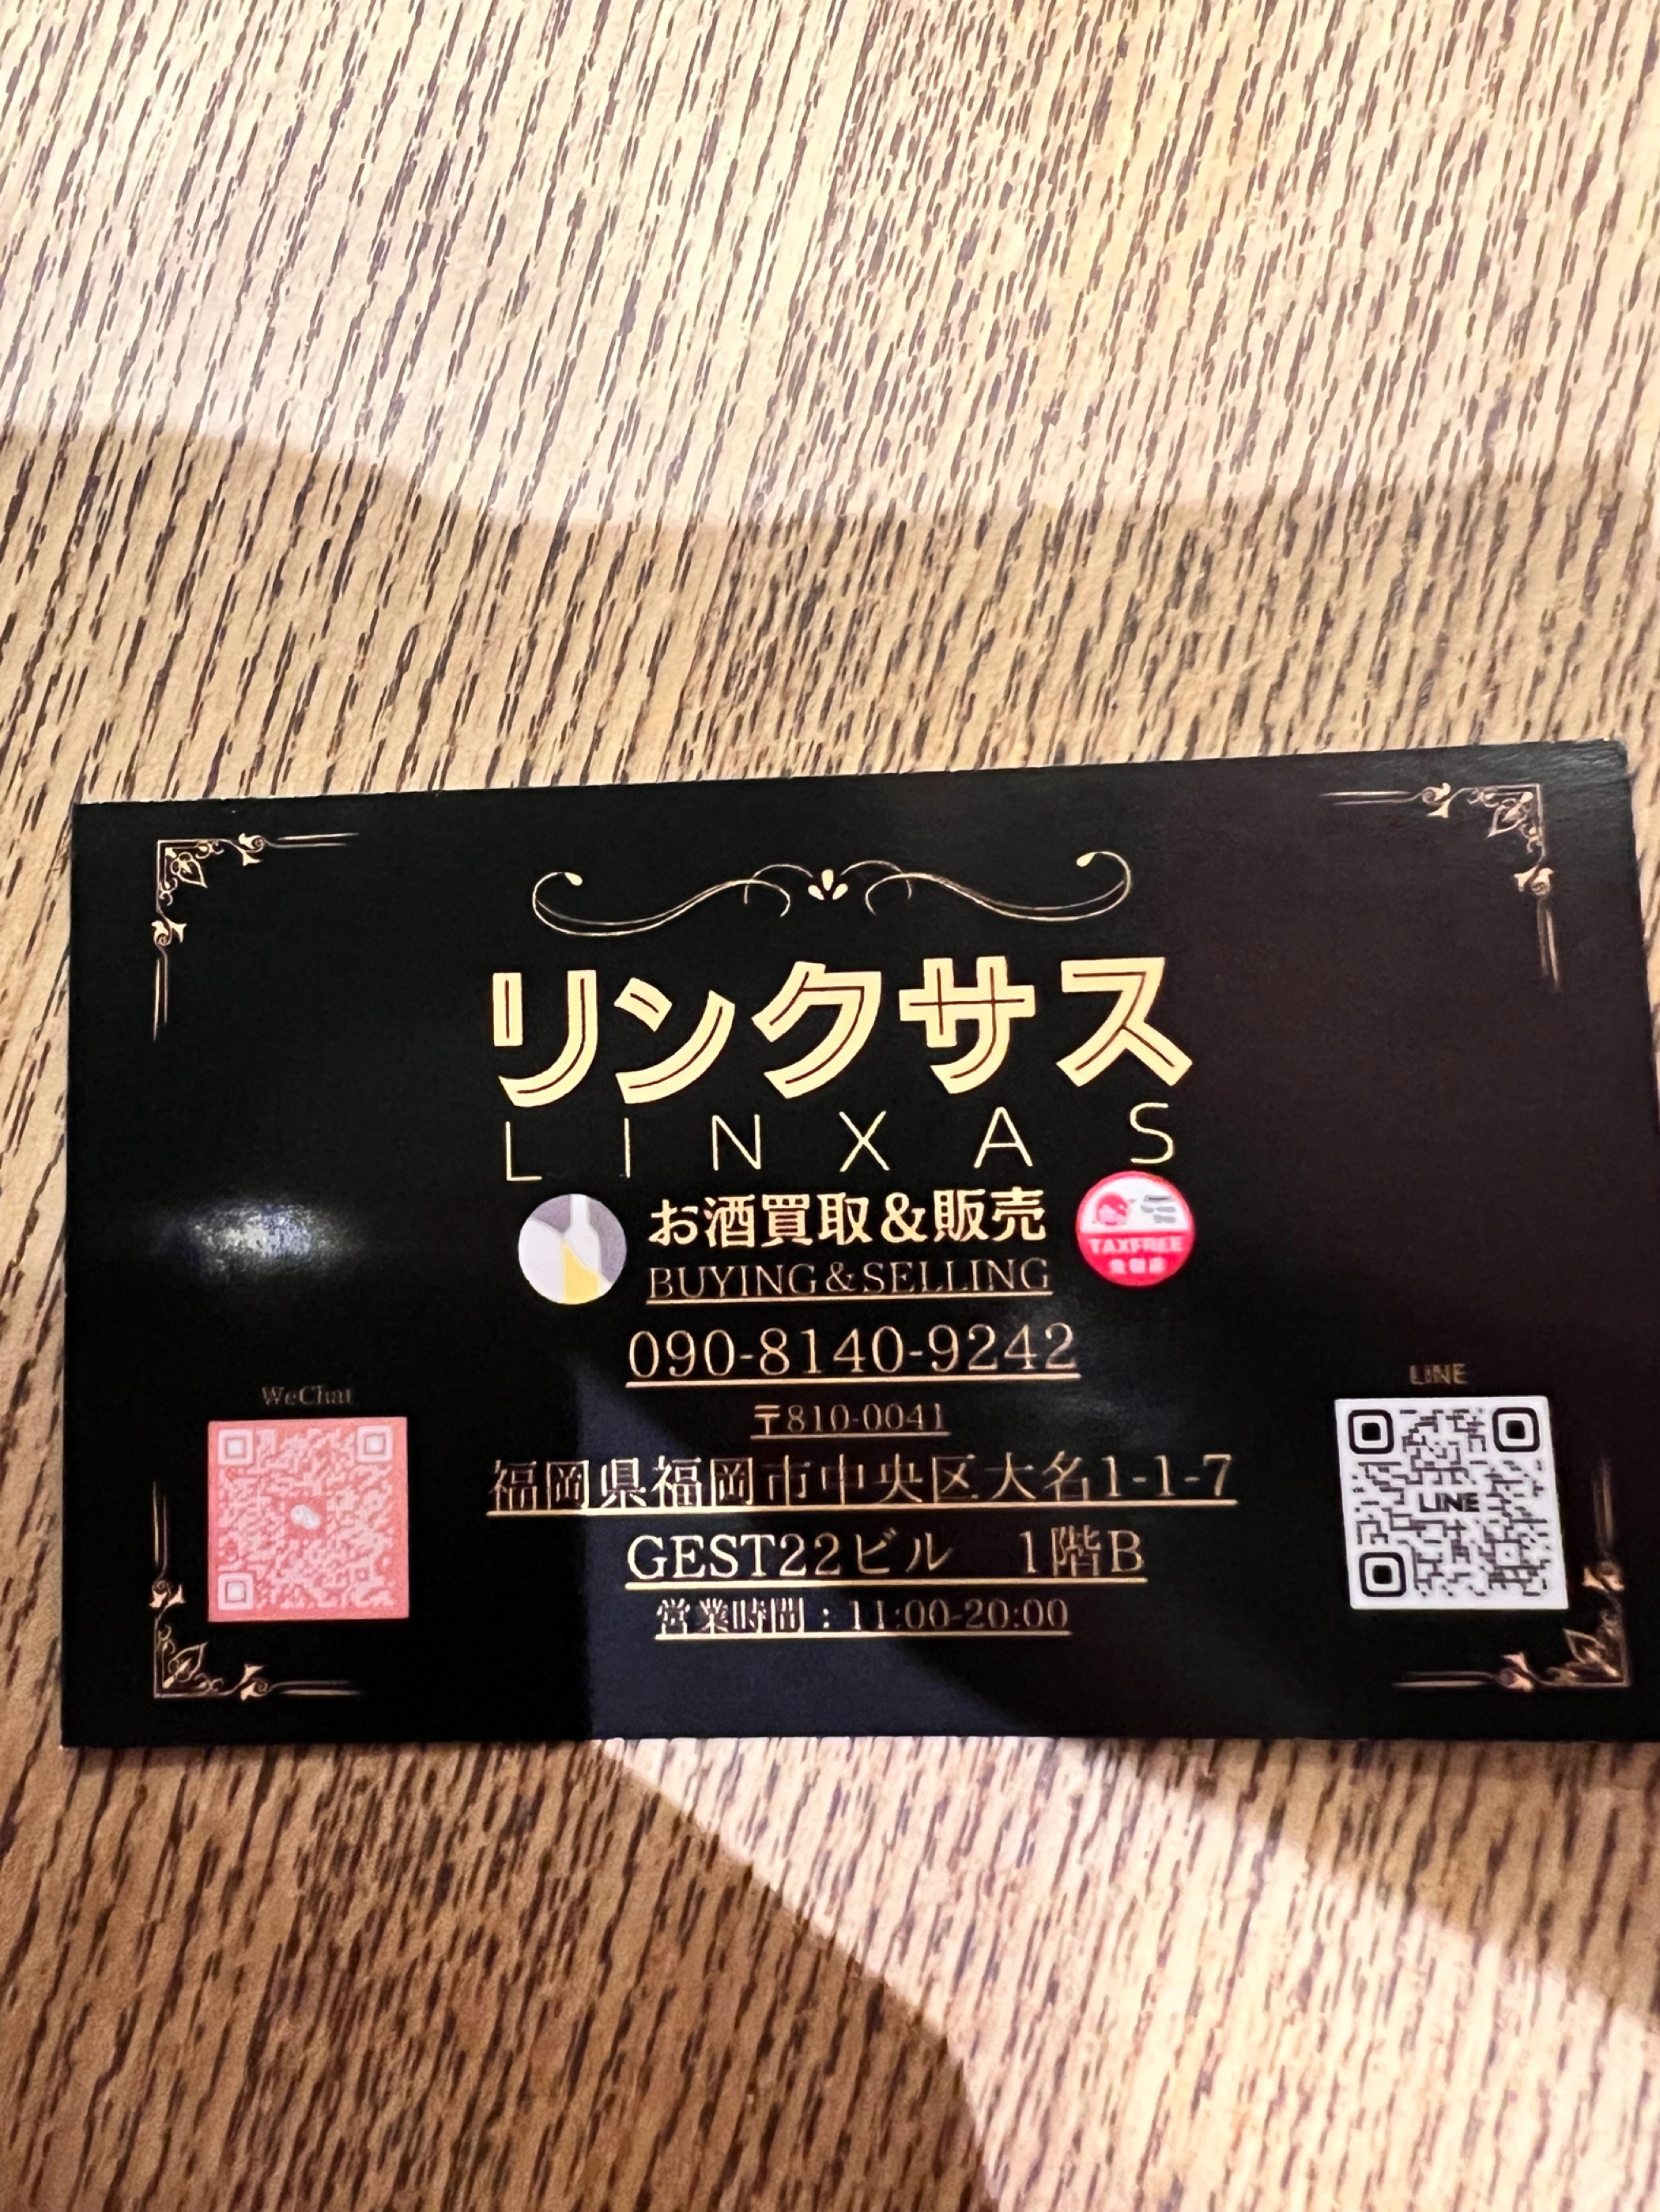 リンクサス
LINXAS
お酒買取&販売
BUYING&SELLING
TAXFREE
090-8140-9242
〒810-0041
福岡県福岡市中央区大名1-1-7
GEST22ビル 1階B
営業時間:11:00-20:00
WeChat
LINE
LINE